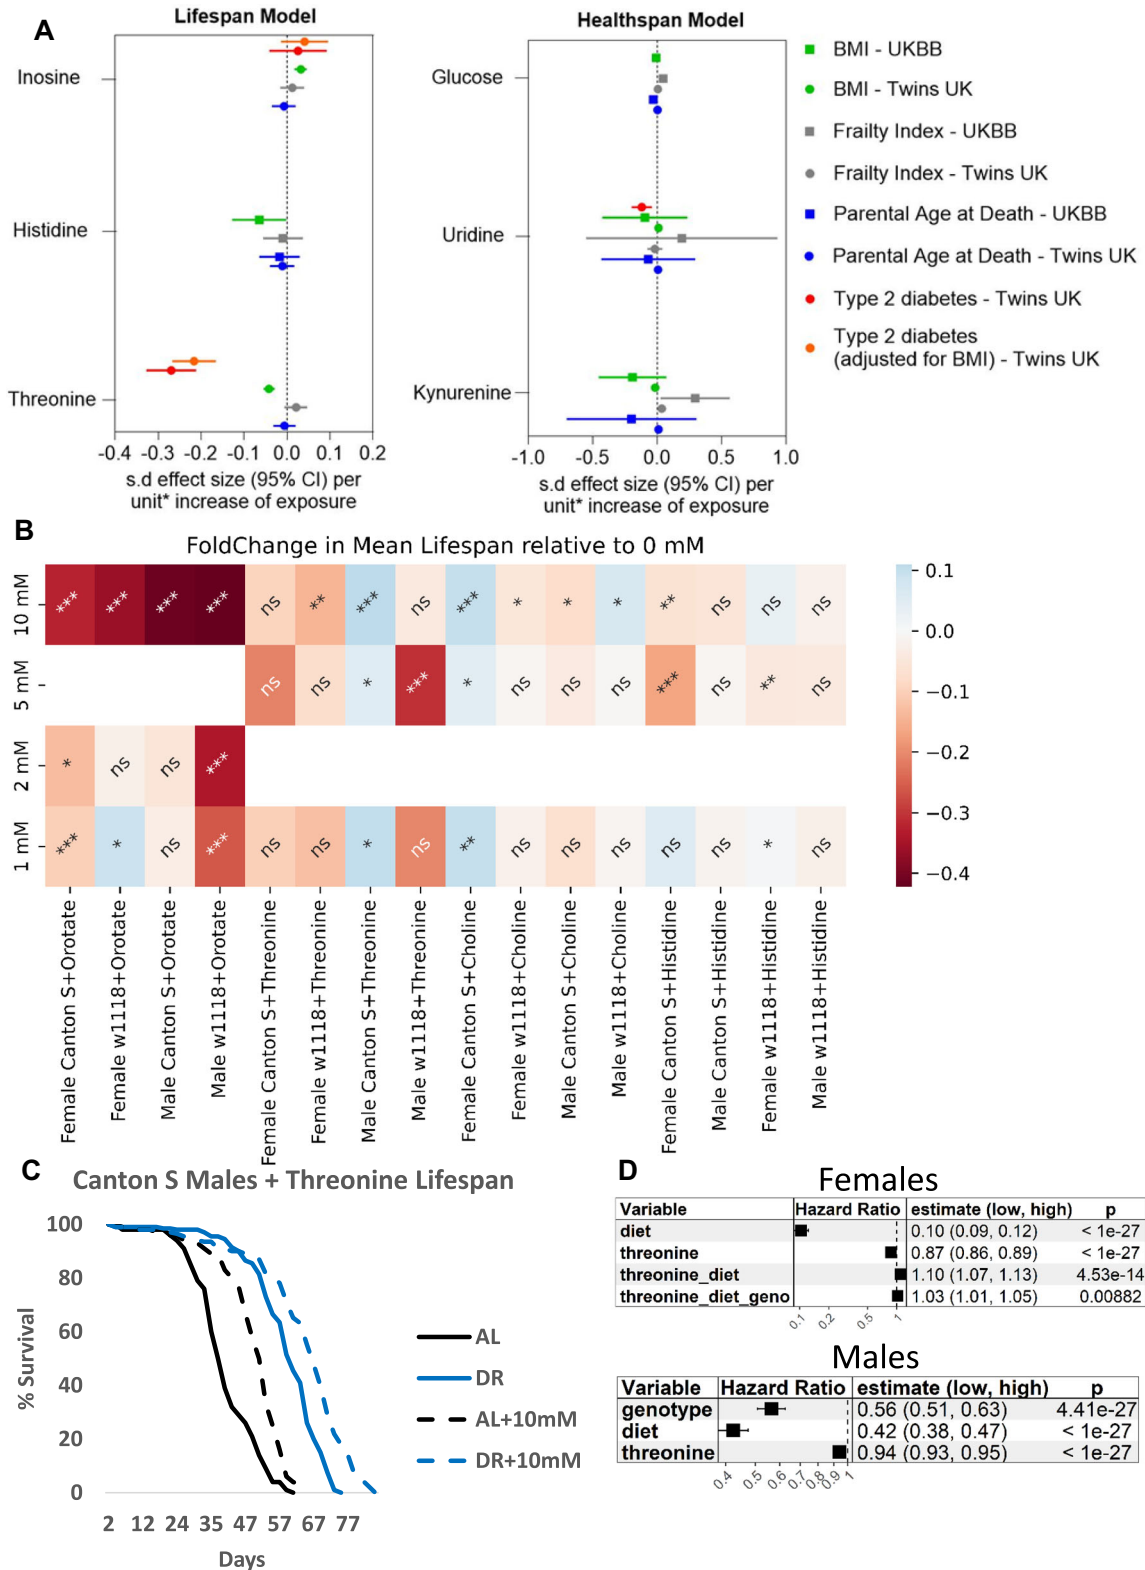 A
Lifespan Model
Inosine
Histidine
Threonine
-0.4 -0.3 -0.2 -0.1 0.0 0.1 0.2
s.d effect size (95% CI) per
unit* increase of exposure
Healthspan Model
Glucose
Uridine
Kynurenine
-1.0 -0.5 0.0 0.5 1.0
s.d effect size (95% CI) per
unit* increase of exposure
BMI - UKBB
BMI - Twins UK
Frailty Index - UKBB
Frailty Index - Twins UK
Parental Age at Death - UKBB
Parental Age at Death - Twins UK
Type 2 diabetes - Twins UK
Type 2 diabetes
(adjusted for BMI) - Twins UK
B
FoldChange in Mean Lifespan relative to 0 mM
10 mM *** *** *** *** ns ** *** ns *** * * * ** ns ns
5 mM ns ns * *** * ns ns ns *** ns ** ns
2 mM * ns ns ***
1 mM *** * ns *** ns ns * ns ** ns ns ns ns ns * ns
0.1
0.0
−0.1
−0.2
−0.3
−0.4
Female Canton S+Orotate
Female w1118+Orotate
Male Canton S+Orotate
Male w1118+Orotate
Female Canton S+Threonine
Female w1118+Threonine
Male Canton S+Threonine
Male w1118+Threonine
Female Canton S+Choline
Female w1118+Choline
Male Canton S+Choline
Male w1118+Choline
Female Canton S+Histidine
Male Canton S+Histidine
Female w1118+Histidine
Male w1118+Histidine
C
Canton S Males + Threonine Lifespan
% Survival
100
80
60
40
20
0
2 12 24 35 47 57 67 77
Days
AL
DR
AL+10mM
DR+10mM
D
Females
Variable Hazard Ratio estimate (low, high) p
diet 0.10 (0.09, 0.12) < 1e-27
threonine 0.87 (0.86, 0.89) < 1e-27
threonine_diet 1.10 (1.07, 1.13) 4.53e-14
threonine_diet_geno 1.03 (1.01, 1.05) 0.00882
0.1 0.2 0.5 1
Males
Variable Hazard Ratio estimate (low, high) p
genotype 0.56 (0.51, 0.63) 4.41e-27
diet 0.42 (0.38, 0.47) < 1e-27
threonine 0.94 (0.93, 0.95) < 1e-27
0.4 0.5 0.6 0.7 0.8 0.9 1